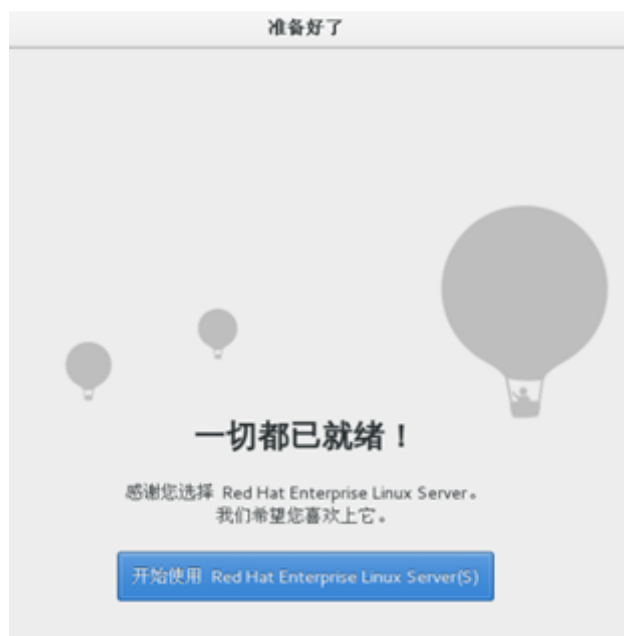 准备好了
一切都已就绪！
感谢您选择 Red Hat Enterprise Linux Server。
我们希望您喜欢上它。
开始使用 Red Hat Enterprise Linux Server(S)